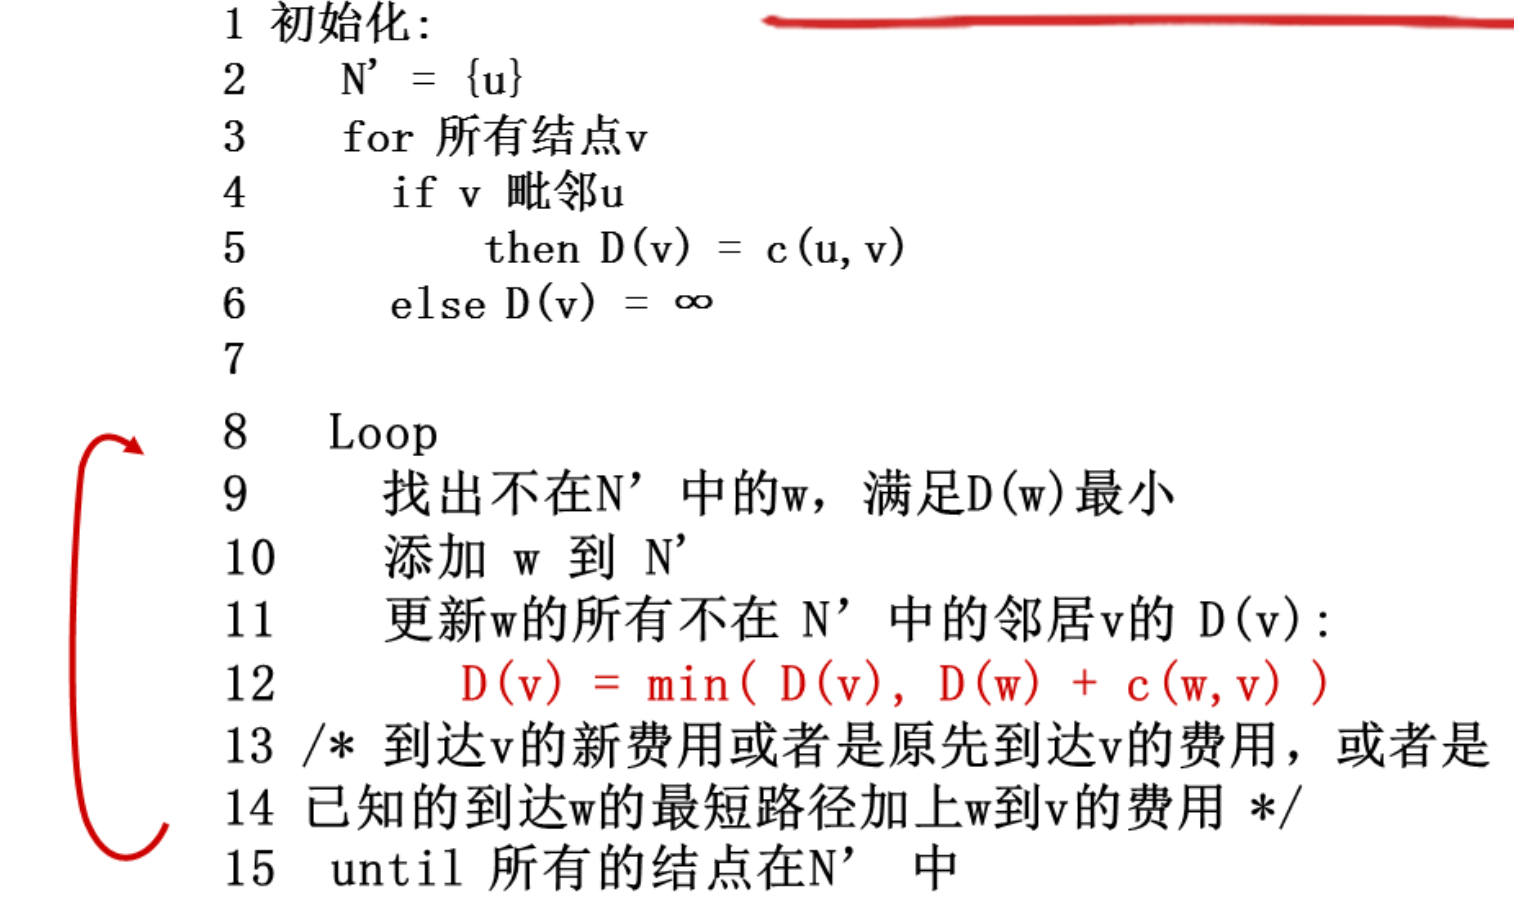 1 初始化:
2 N' = {u}
3 for 所有结点v
4 if v 毗邻u
5 then D(v) = c(u,v)
6 else D(v) = ∞
7
8 Loop
9 找出不在N’ 中的w，满足D(w)最小
10 添加 w 到 N’
11 更新w的所有不在 N’ 中的邻居v的 D(v):
12 D(v) = min( D(v), D(w) + c(w,v) )
13 /* 到达v的新费用或者是原先到达v的费用，或者是
14 已知的到达w的最短路径加上w到v的费用 */
15 until 所有的结点在N’ 中